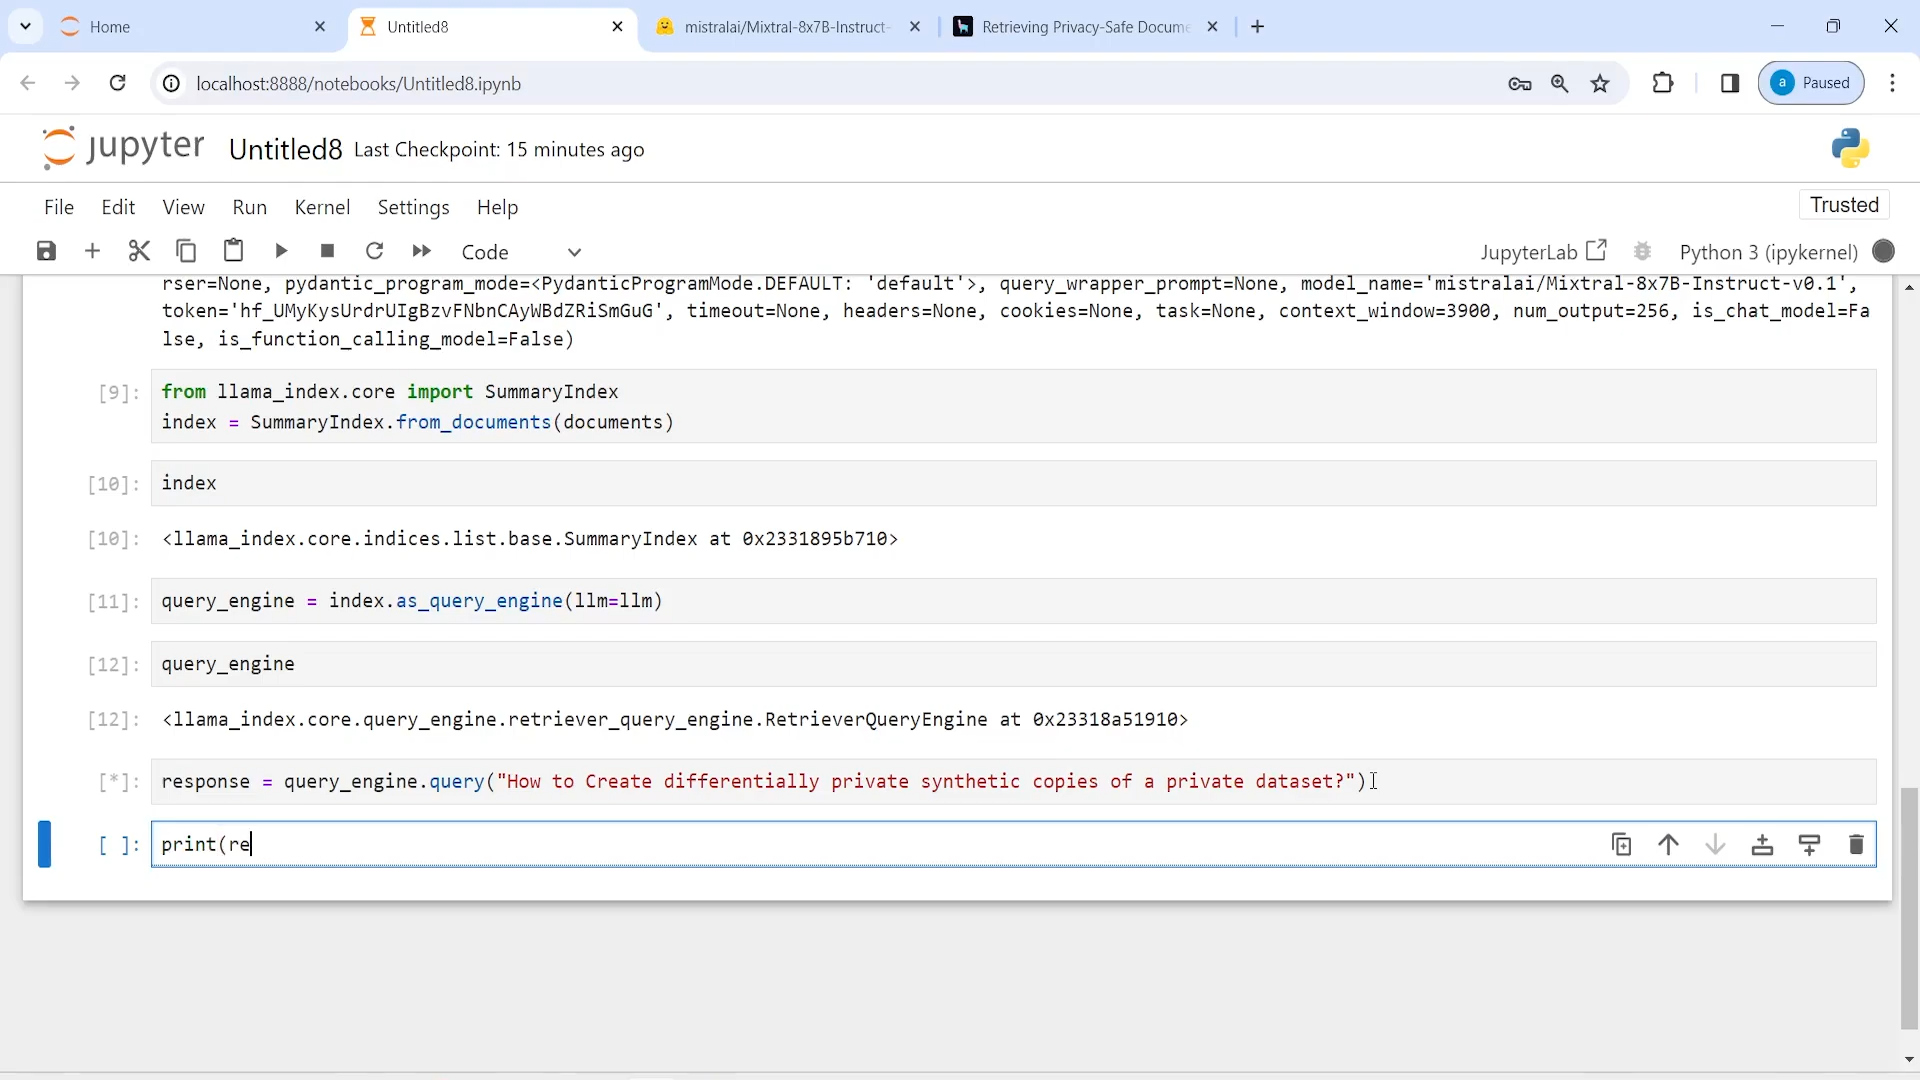 Home
Untitled8
mistralai/Mixtral-8x7B-Instruct-
Retrieving Privacy-Safe Docume
localhost:8888/notebooks/Untitled8.ipynb
a Paused
jupyter Untitled8 Last Checkpoint: 15 minutes ago
File Edit View Run Kernel Settings Help
Trusted
Code
JupyterLab
Python 3 (ipykernel)
rser=None, pydantic_program_mode=<PydanticProgramMode.DEFAULT: 'default'>, query_wrapper_prompt=None, model_name='mistralai/Mixtral-8x7B-Instruct-v0.1',
token='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', timeout=None, headers=None, cookies=None, task=None, context_window=3900, num_output=256, is_chat_model=Fa
lse, is_function_calling_model=False)
[9]: from llama_index.core import SummaryIndex
index = SummaryIndex.from_documents(documents)
[10]: index
[10]: <llama_index.core.indices.list.base.SummaryIndex at 0x2331895b710>
[11]: query_engine = index.as_query_engine(llm=llm)
[12]: query_engine
[12]: <llama_index.core.query_engine.retriever_query_engine.RetrieverQueryEngine at 0x23318a51910>
[*]: response = query_engine.query("How to Create differentially private synthetic copies of a private dataset?")
[ ]: print(re